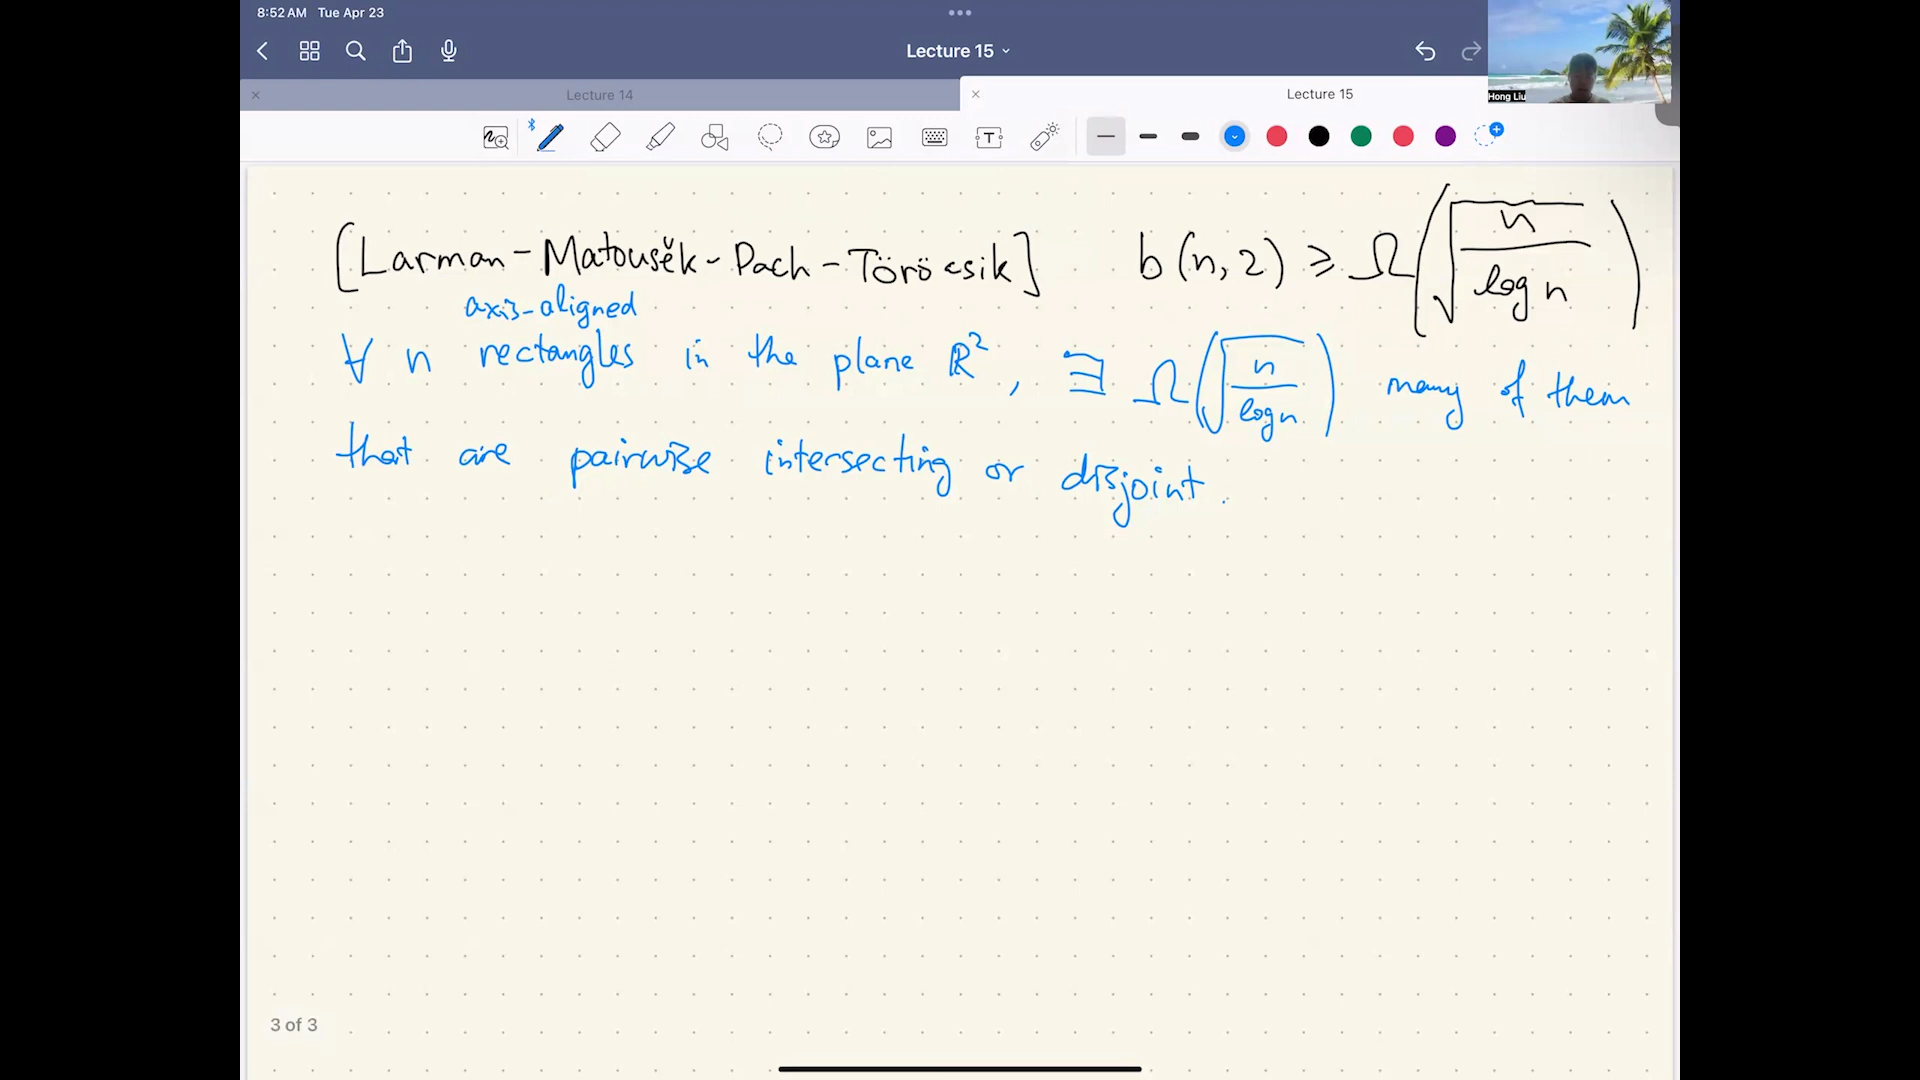 8:52 AM Tue Apr 23
Lecture 15
Hong Liu
Lecture 14
Lecture 15
[Larman-Matousěk-Pach-Töröcsik] b(n,2) ≥ Ω(√(n/log n))
axis-aligned
∀ n rectangles in the plane ℝ², ∃ Ω(√(n/log n)) many of them
that are pairwise intersecting or disjoint.
3 of 3